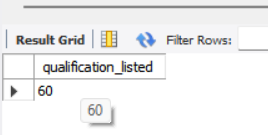 Result Grid Filter Rows:
qualification_listed
60
60